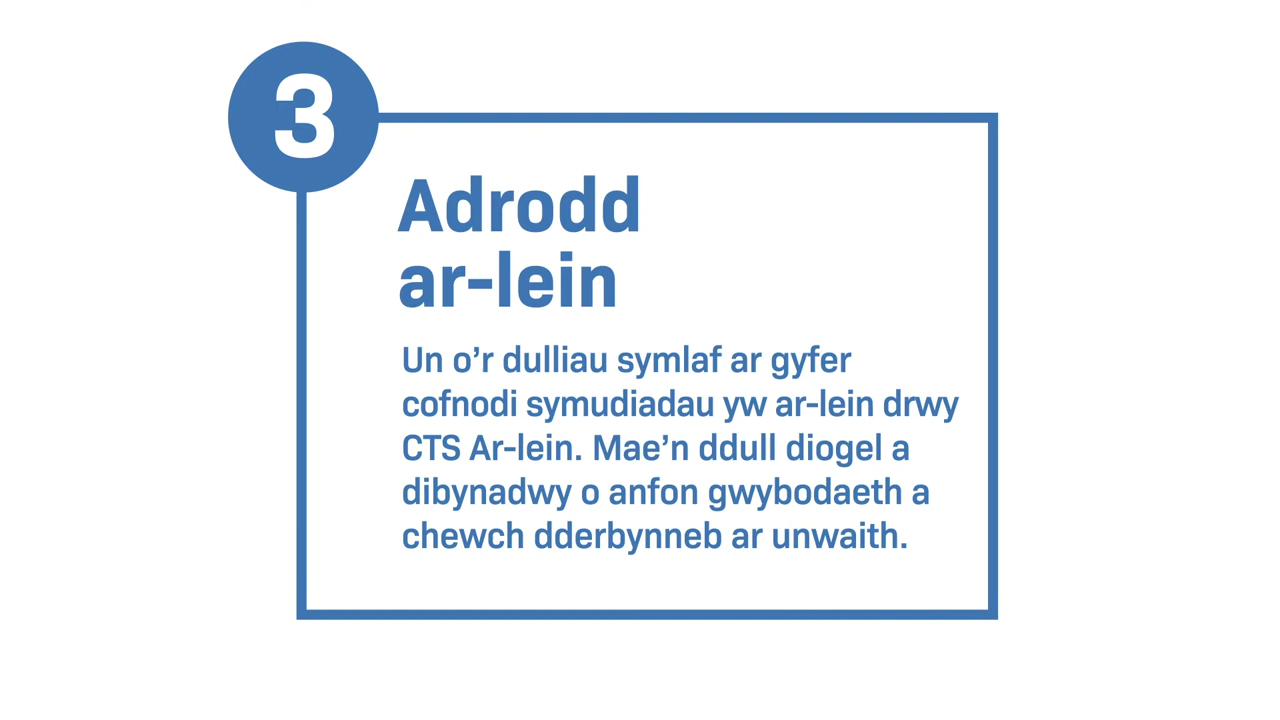 3
Adrodd
ar-lein
Un o’r dulliau symlaf ar gyfer
cofnodi symudiadau yw ar-lein drwy
CTS Ar-lein. Mae’n ddull diogel a
dibynadwy o anfon gwybodaeth a
chewch dderbynneb ar unwaith.